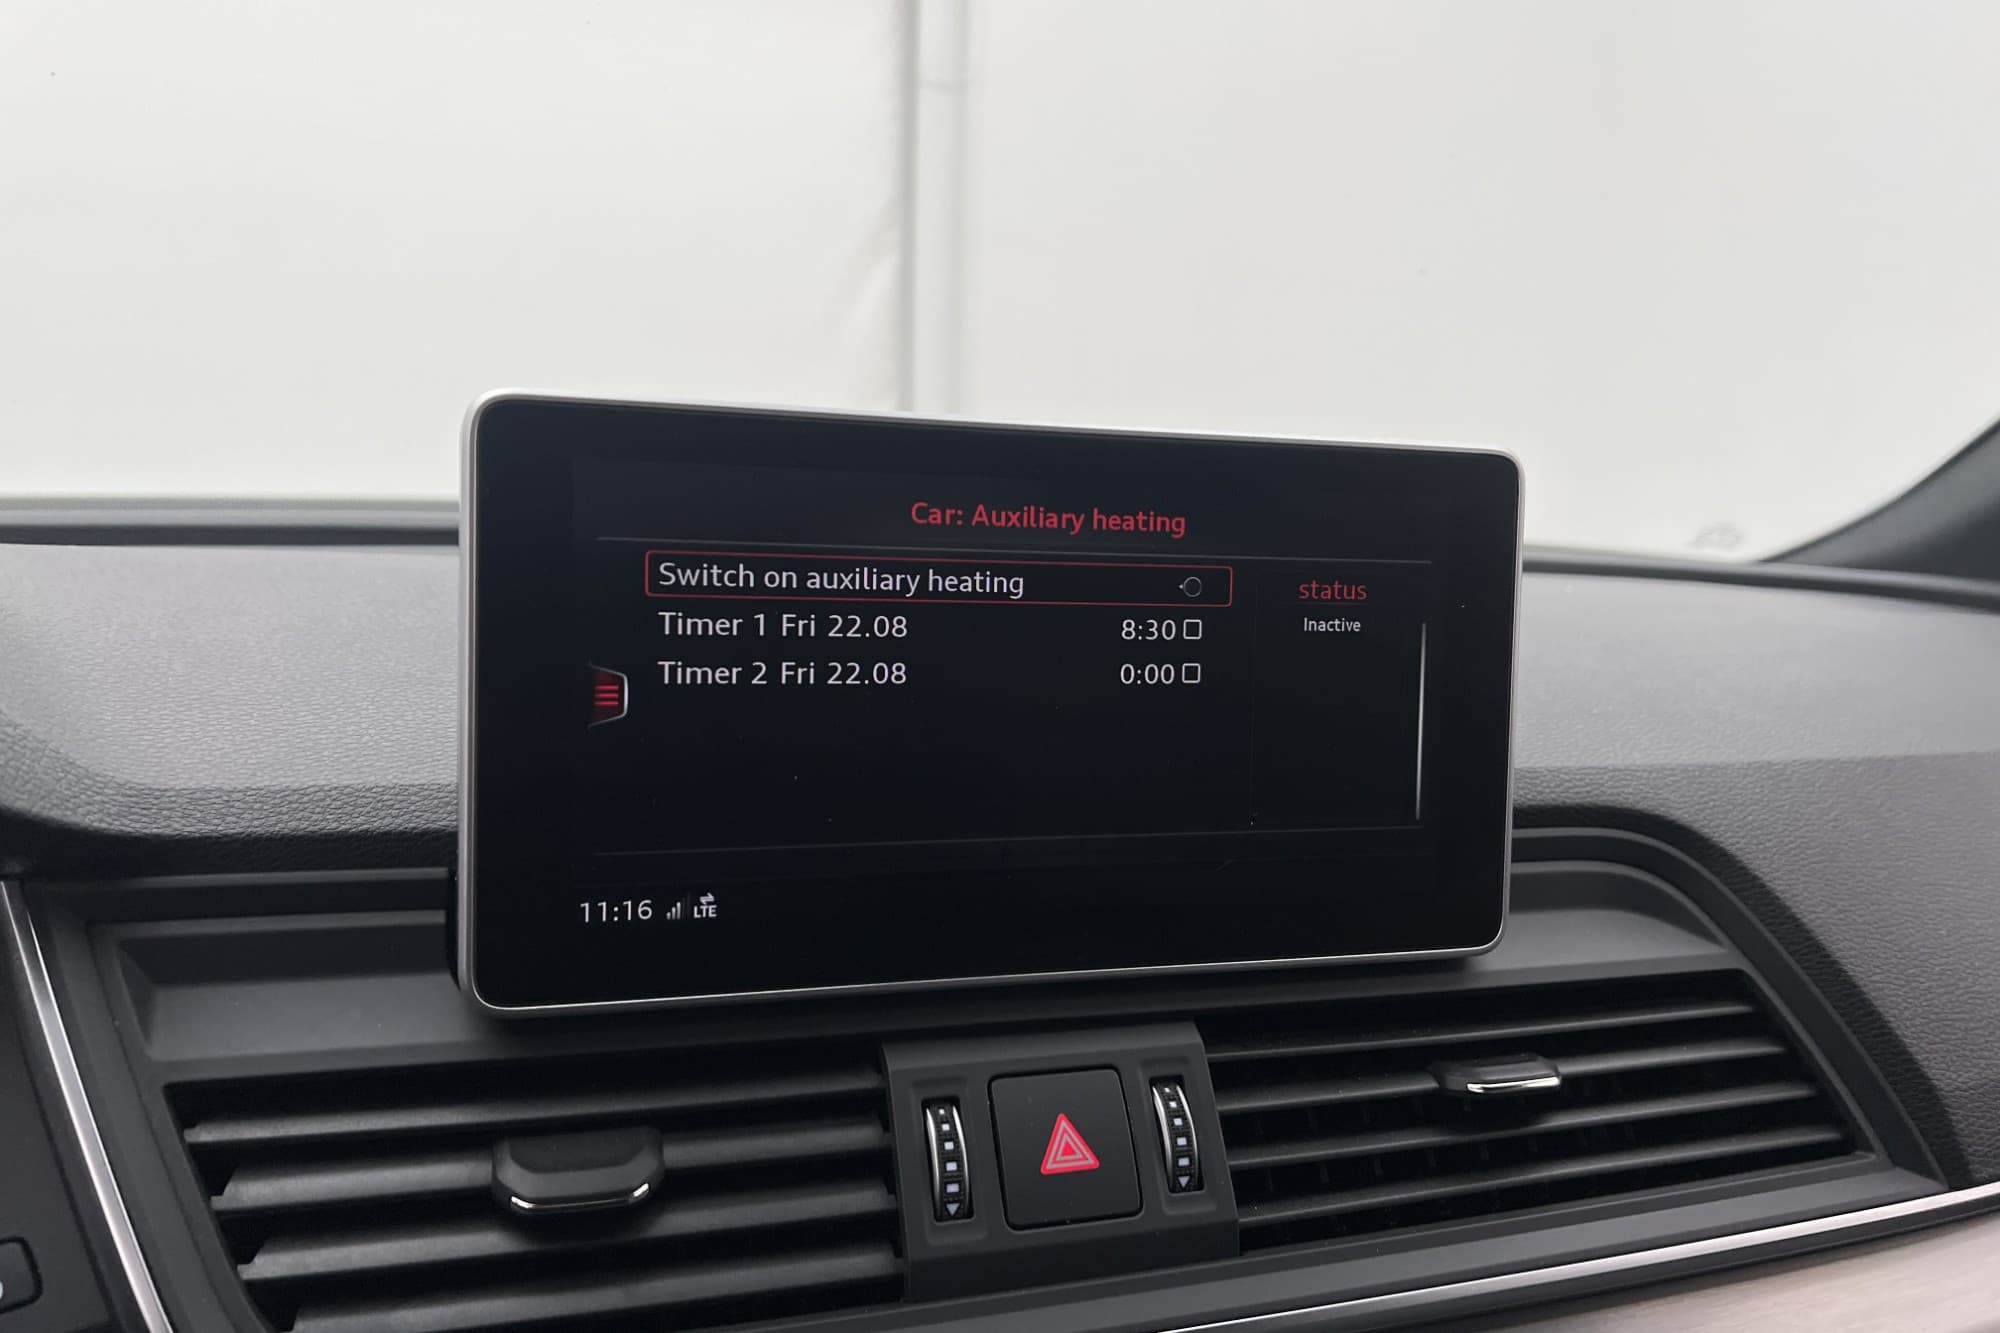 Car: Auxiliary heating
Switch on auxiliary heating
status
Timer 1 Fri 22.08 8:30
Inactive
Timer 2 Fri 22.08 0:00
11:16 LTE